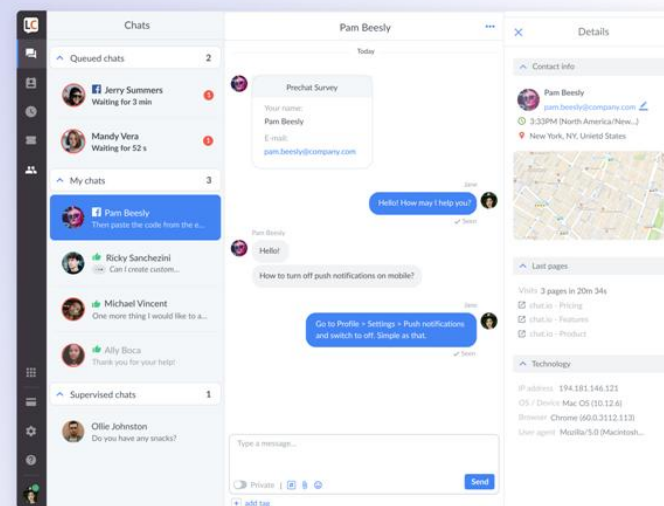 LC
Chats
Queued chats 2
Jerry Summers
Waiting for 3 min
1
Mandy Vera
Waiting for 52 s
1
My chats 3
Pam Beesly
Then paste the code from the e...
Ricky Sanchezini
Can I create custom...
Michael Vincent
One more thing I would like to a...
Ally Boca
Thank you for your help!
Supervised chats 1
Ollie Johnston
Do you have any snacks?
Pam Beesly
Today
Prechat Survey
Your name:
Pam Beesly
E-mail:
pam.beesly@company.com
Jane
Hello! How may I help you?
Seen
Pam Beesly
Hello!
How to turn off push notifications on mobile?
Jane
Go to Profile > Settings > Push notifications
and switch to off. Simple as that.
Seen
Type a message...
Private
Send
add tag
Details
Contact info
Pam Beesly
pam.beesly@company.com
3:33PM (North America/New...)
New York, NY, Unietd States
Last pages
Visits 3 pages in 20m 34s
chat.io - Pricing
chat.io - Features
chat.io - Product
Technology
IP address 194.181.146.121
OS / Device Mac OS (10.12.6)
Browser Chrome (60.0.3112.113)
User agent Mozilla/5.0 (Macintosh...